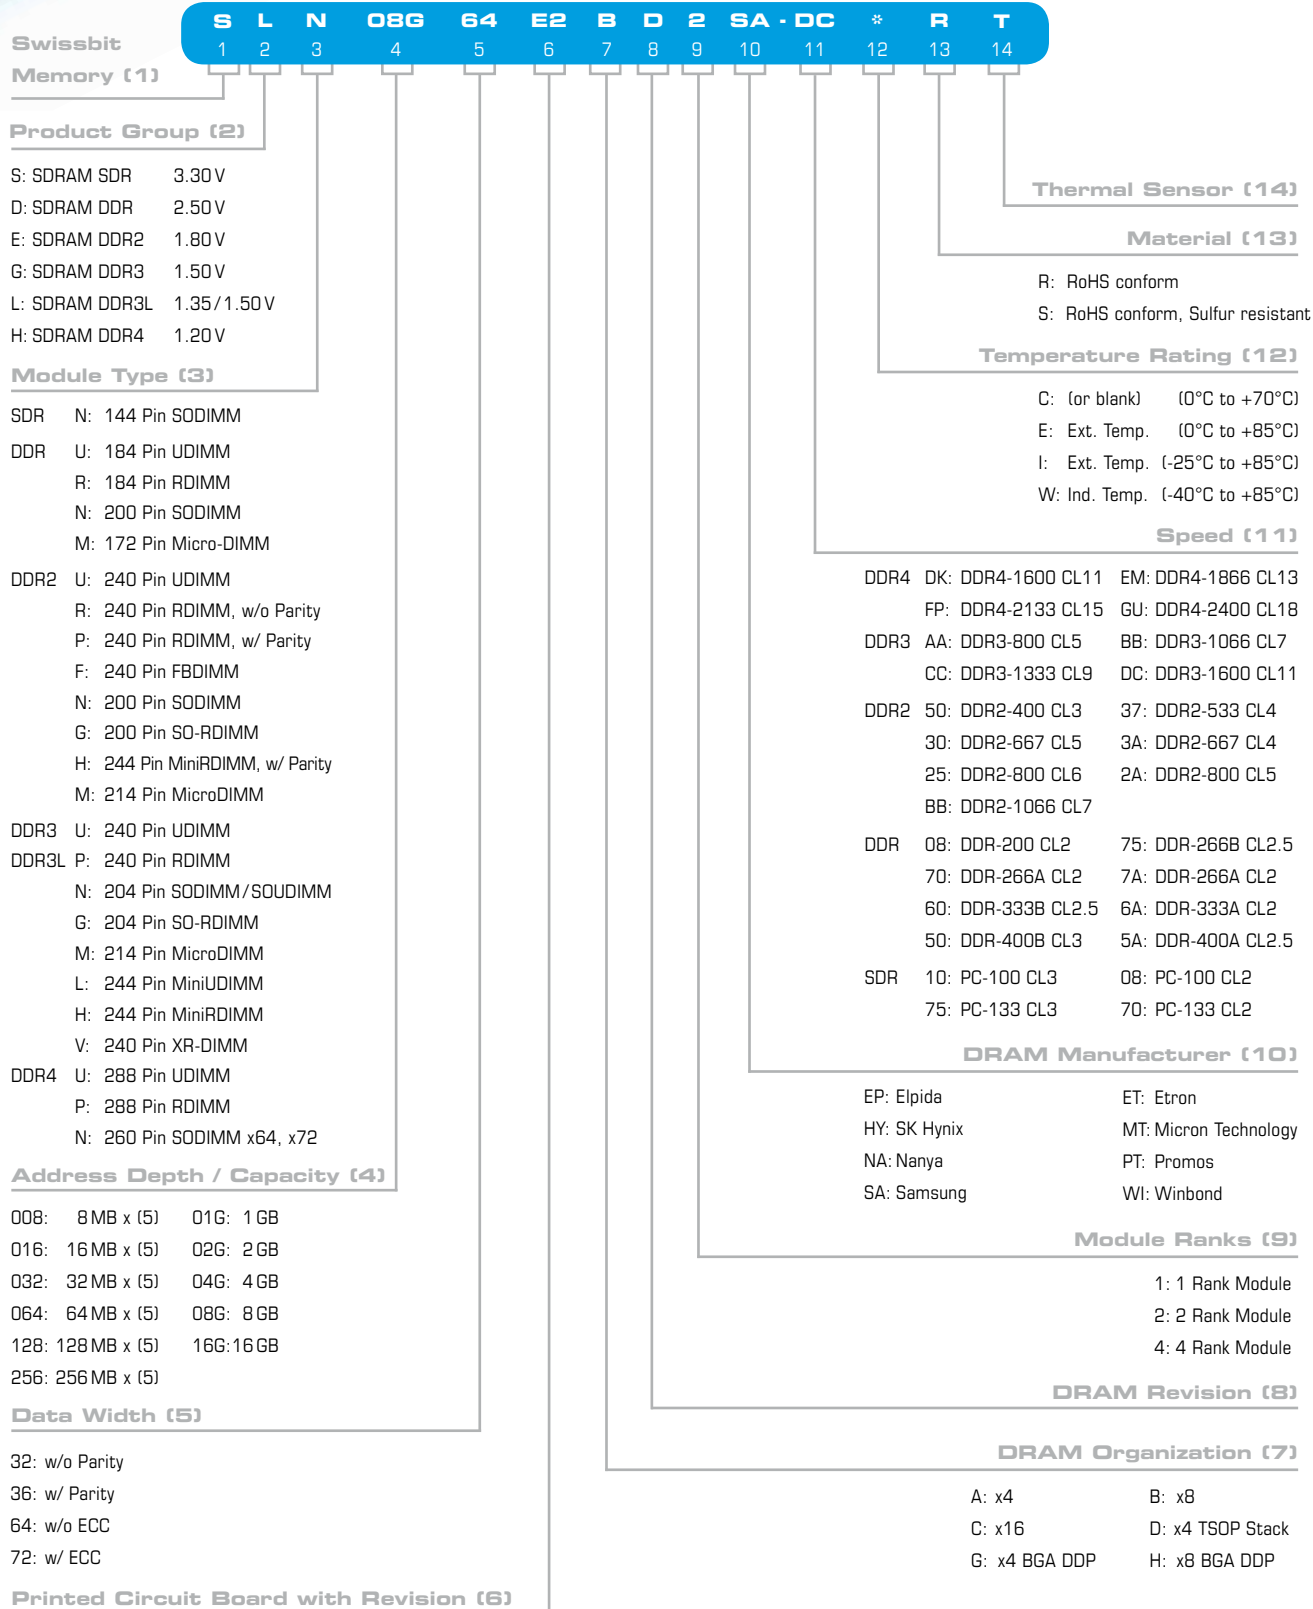 S L N 08G 64 E2 B D 2 SA - DC * R T
1 2 3 4 5 6 7 8 9 10 11 12 13 14
Swissbit
Memory (1)
Product Group (2)
S: SDRAM SDR 3.30 V
D: SDRAM DDR 2.50 V
E: SDRAM DDR2 1.80 V
G: SDRAM DDR3 1.50 V
L: SDRAM DDR3L 1.35/1.50 V
H: SDRAM DDR4 1.20 V
Module Type (3)
SDR N: 144 Pin SODIMM
DDR U: 184 Pin UDIMM
R: 184 Pin RDIMM
N: 200 Pin SODIMM
M: 172 Pin Micro-DIMM
DDR2 U: 240 Pin UDIMM
R: 240 Pin RDIMM, w/o Parity
P: 240 Pin RDIMM, w/ Parity
F: 240 Pin FBDIMM
N: 200 Pin SODIMM
G: 200 Pin SO-RDIMM
H: 244 Pin MiniRDIMM, w/ Parity
M: 214 Pin MicroDIMM
DDR3 U: 240 Pin UDIMM
DDR3L P: 240 Pin RDIMM
N: 204 Pin SODIMM/SOUDIMM
G: 204 Pin SO-RDIMM
M: 214 Pin MicroDIMM
L: 244 Pin MiniUDIMM
H: 244 Pin MiniRDIMM
V: 240 Pin XR-DIMM
DDR4 U: 288 Pin UDIMM
P: 288 Pin RDIMM
N: 260 Pin SODIMM x64, x72
Address Depth / Capacity (4)
008: 8 MB x (5) 01G: 1 GB
016: 16 MB x (5) 02G: 2 GB
032: 32 MB x (5) 04G: 4 GB
064: 64 MB x (5) 08G: 8 GB
128: 128 MB x (5) 16G: 16 GB
256: 256 MB x (5)
Data Width (5)
32: w/o Parity
36: w/ Parity
64: w/o ECC
72: w/ ECC
Printed Circuit Board with Revision (6)
Thermal Sensor (14)
Material (13)
R: RoHS conform
S: RoHS conform, Sulfur resistant
Temperature Rating (12)
C: (or blank) (0°C to +70°C)
E: Ext. Temp. (0°C to +85°C)
I: Ext. Temp. (-25°C to +85°C)
W: Ind. Temp. (-40°C to +85°C)
Speed (11)
DDR4 DK: DDR4-1600 CL11 EM: DDR4-1866 CL13
FP: DDR4-2133 CL15 GU: DDR4-2400 CL18
DDR3 AA: DDR3-800 CL5 BB: DDR3-1066 CL7
CC: DDR3-1333 CL9 DC: DDR3-1600 CL11
DDR2 50: DDR2-400 CL3 37: DDR2-533 CL4
30: DDR2-667 CL5 3A: DDR2-667 CL4
25: DDR2-800 CL6 2A: DDR2-800 CL5
BB: DDR2-1066 CL7
DDR 08: DDR-200 CL2 75: DDR-266B CL2.5
70: DDR-266A CL2 7A: DDR-266A CL2
60: DDR-333B CL2.5 6A: DDR-333A CL2
50: DDR-400B CL3 5A: DDR-400A CL2.5
SDR 10: PC-100 CL3 08: PC-100 CL2
75: PC-133 CL3 70: PC-133 CL2
DRAM Manufacturer (10)
EP: Elpida ET: Etron
HY: SK Hynix MT: Micron Technology
NA: Nanya PT: Promos
SA: Samsung WI: Winbond
Module Ranks (9)
1: 1 Rank Module
2: 2 Rank Module
4: 4 Rank Module
DRAM Revision (8)
DRAM Organization (7)
A: x4 B: x8
C: x16 D: x4 TSOP Stack
G: x4 BGA DDP H: x8 BGA DDP